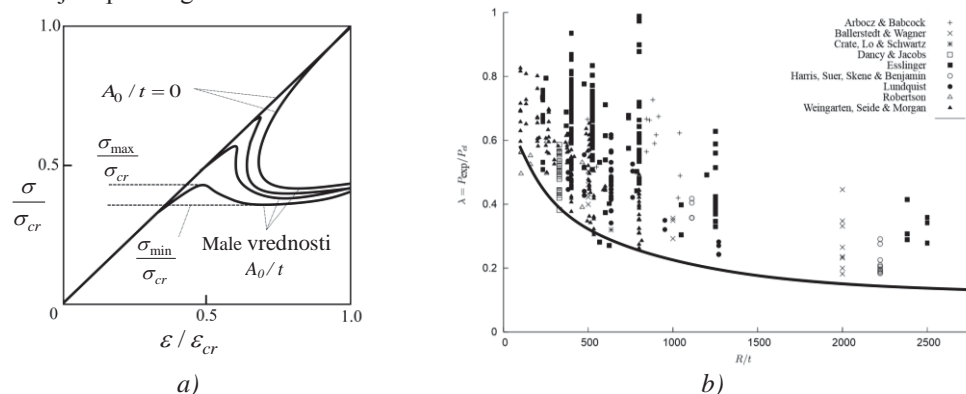 1.0
A₀/t = 0
σmax
σcr
0.5
σ
σcr
σmin
σcr
Male vrednosti
A₀/t
0
0.5
1.0
ε/εcr
a)
Arbocz & Babcock
Ballerstedt & Wagner
Crate, Lo & Schwartz
Dancy & Jacobs
Esslinger
Harris, Suer, Skene & Benjamin
Lundquist
Robertson
Weingarten, Seide & Morgan
1
0.8
0.6
0.4
0.2
0
λ = Pexp/Pcl
0
500
1000
1500
2000
2500
R/t
b)